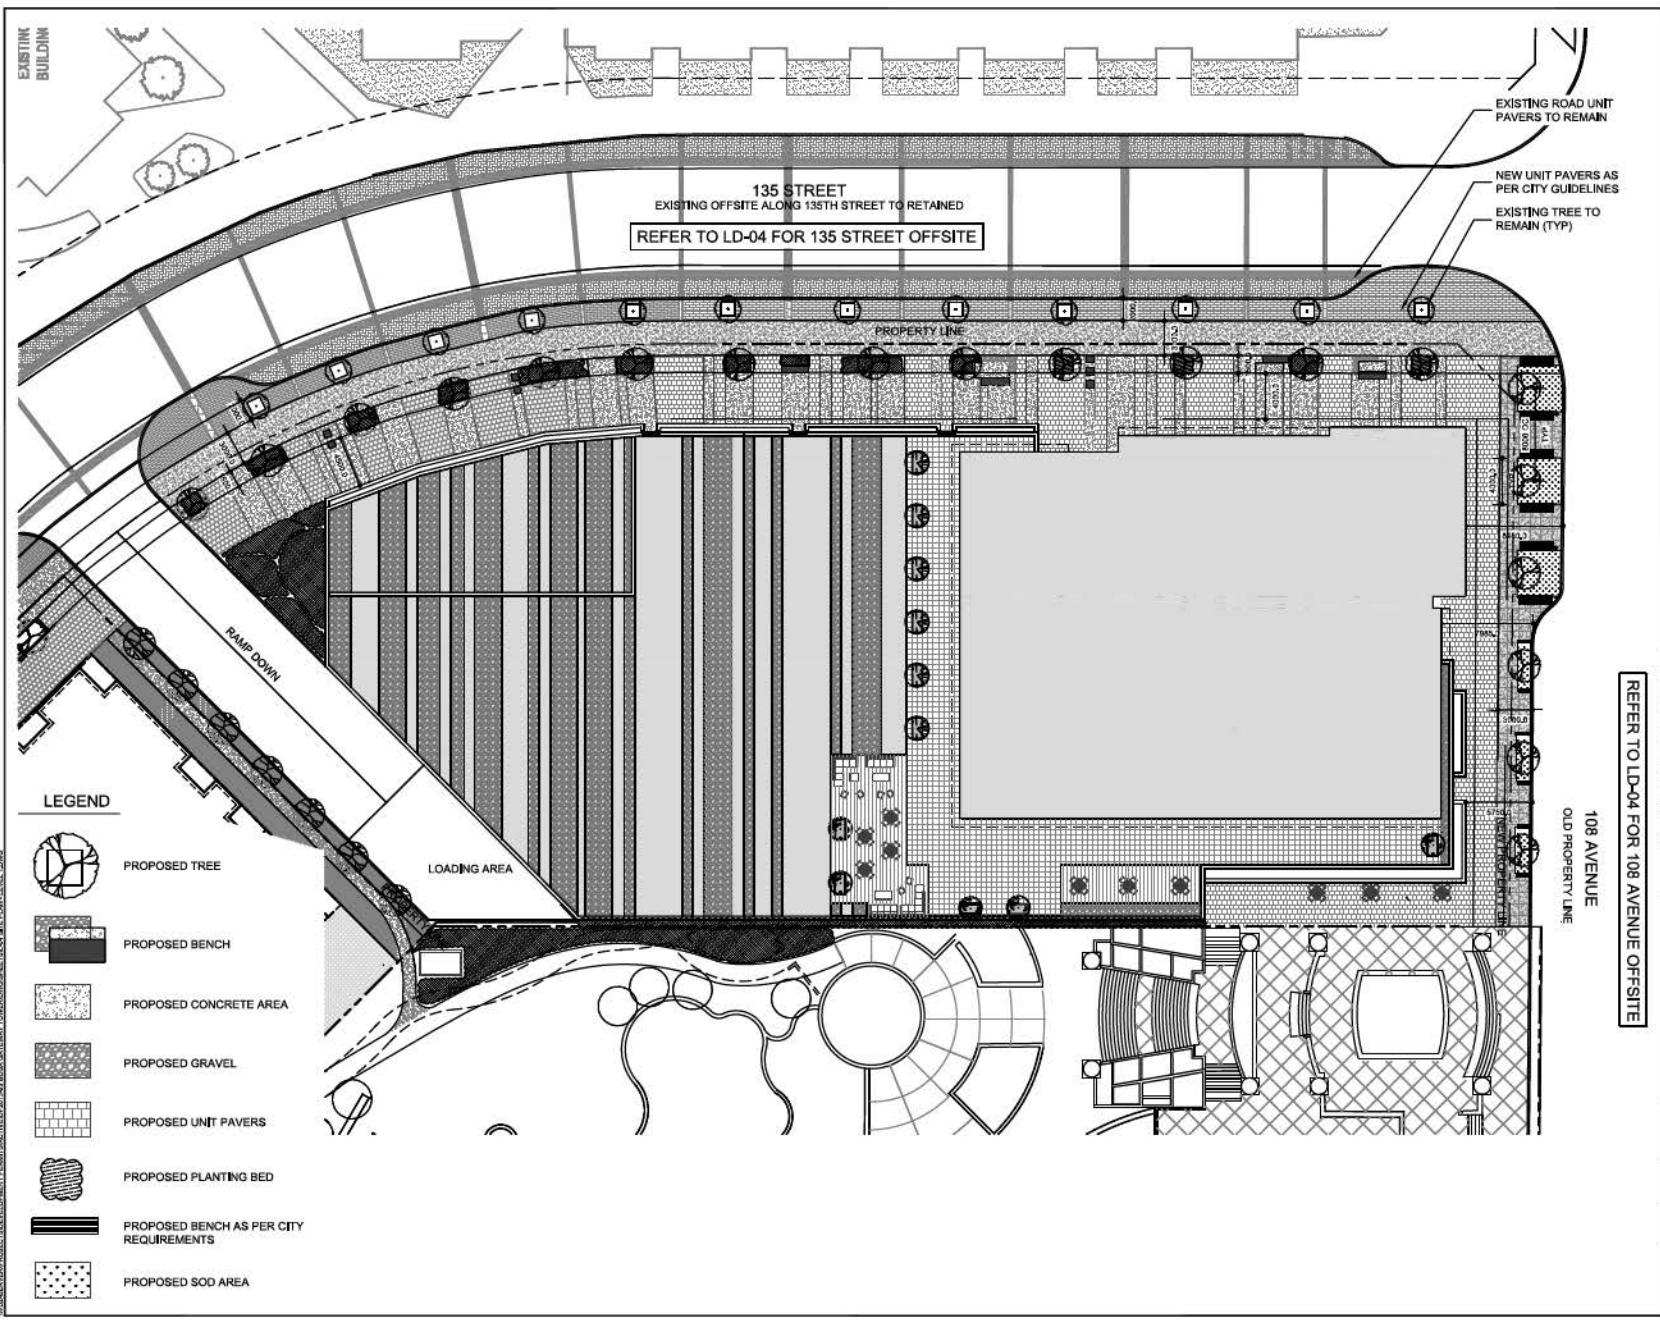 EXISTING
BUILDING
EXISTING ROAD UNIT
PAVERS TO REMAIN
NEW UNIT PAVERS AS
PER CITY GUIDELINES
EXISTING TREE TO
REMAIN (TYP)
135 STREET
EXISTING OFFSITE ALONG 135TH STREET TO RETAINED
REFER TO LD-04 FOR 135 STREET OFFSITE
PROPERTY LINE
RAMP DOWN
LOADING AREA
108 AVENUE
OLD PROPERTY LINE
NEW PROPERTY LINE
REFER TO LD-04 FOR 108 AVENUE OFFSITE
LEGEND
PROPOSED TREE
PROPOSED BENCH
PROPOSED CONCRETE AREA
PROPOSED GRAVEL
PROPOSED UNIT PAVERS
PROPOSED PLANTING BED
PROPOSED BENCH AS PER CITY
REQUIREMENTS
PROPOSED SOD AREA